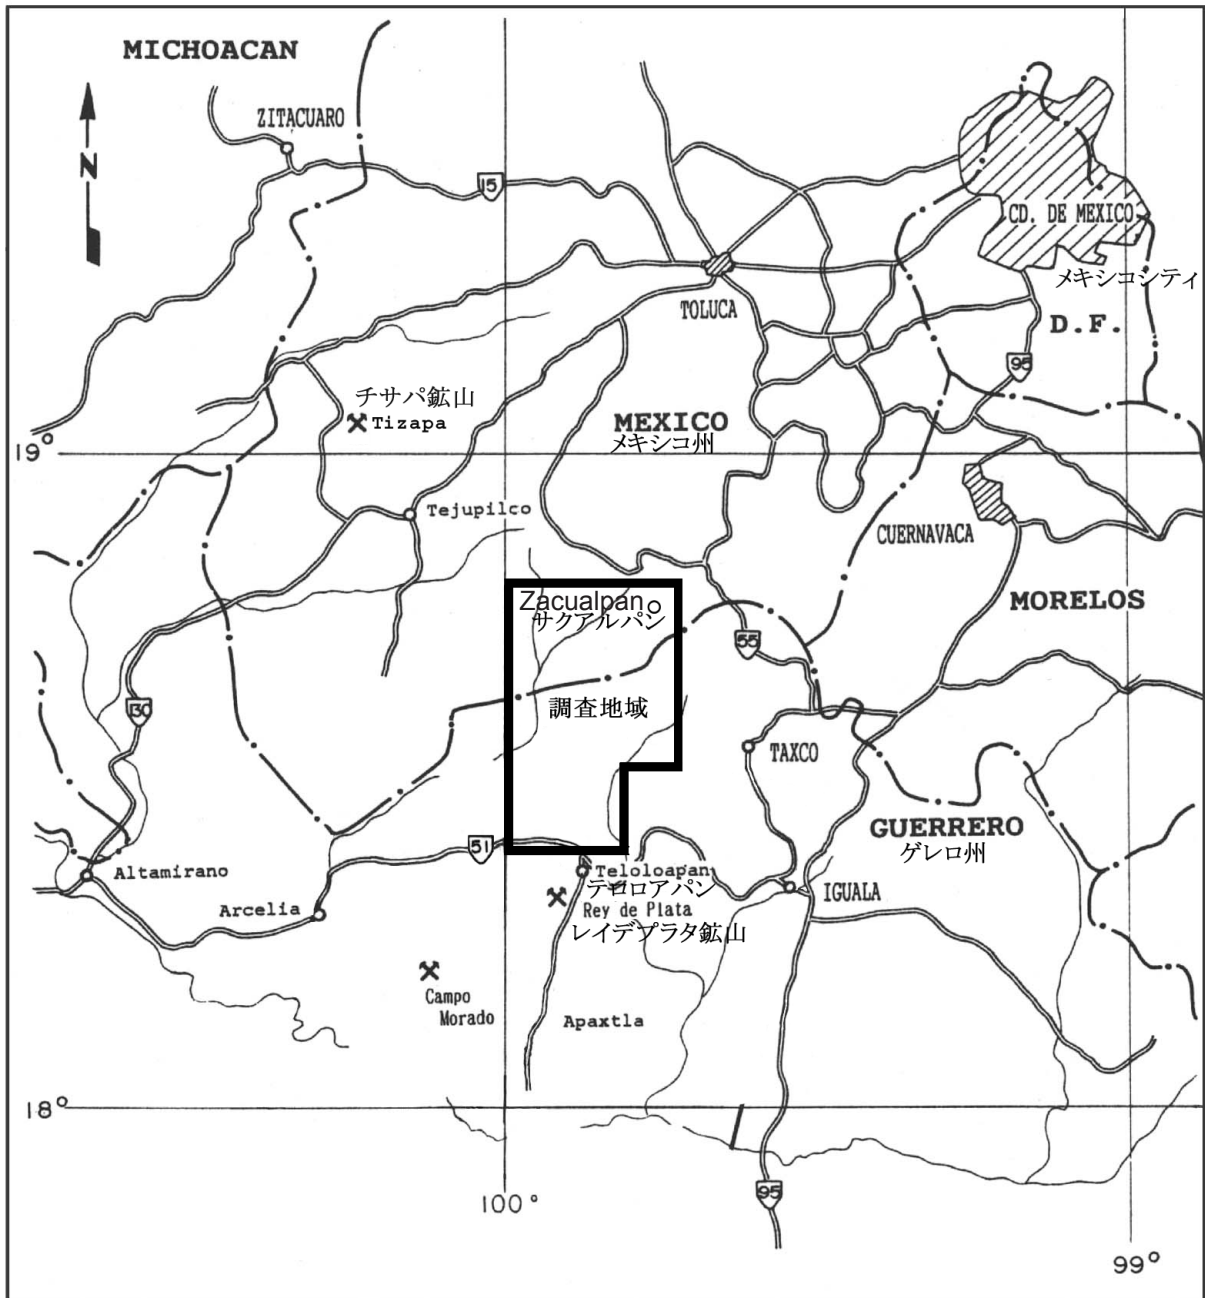 MICHOACAN
ZITACUARO
N
15
CD. DE MEXICO
メキシコシティ
TOLUCA
D.F.
95
チサパ鉱山
Tizapa
MEXICO
メキシコ州
19°
Tejupilco
CUERNAVACA
Zacualpan
サクアルパン
MORELOS
55
130
調査地域
TAXCO
GUERRERO
ゲレロ州
51
Altamirano
Teloloapan
テロロアパン
IGUALA
Arcelia
Rey de Plata
レイデプラタ鉱山
Campo
Morado
Apaxtla
18°
95
100°
99°